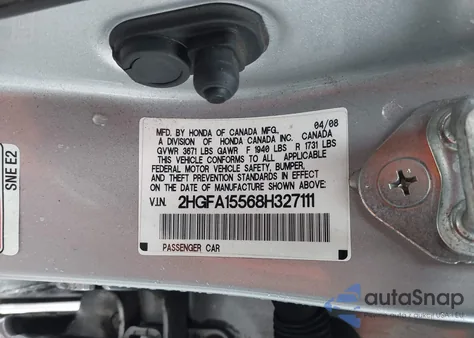 SNE E2
04/08
MFD. BY HONDA OF CANADA MFG.
A DIVISION OF HONDA CANADA INC. CANADA
GVWR 3671 LBS GAWR F 1940 LBS R 1731 LBS
THIS VEHICLE CONFORMS TO ALL APPLICABLE
FEDERAL MOTOR VEHICLE SAFETY, BUMPER,
AND THEFT PREVENTION STANDARDS IN EFFECT
ON THE DATE OF MANUFACTURE SHOWN ABOVE:
V.I.N. 2HGFA15568H327111
PASSENGER CAR
autoSnap